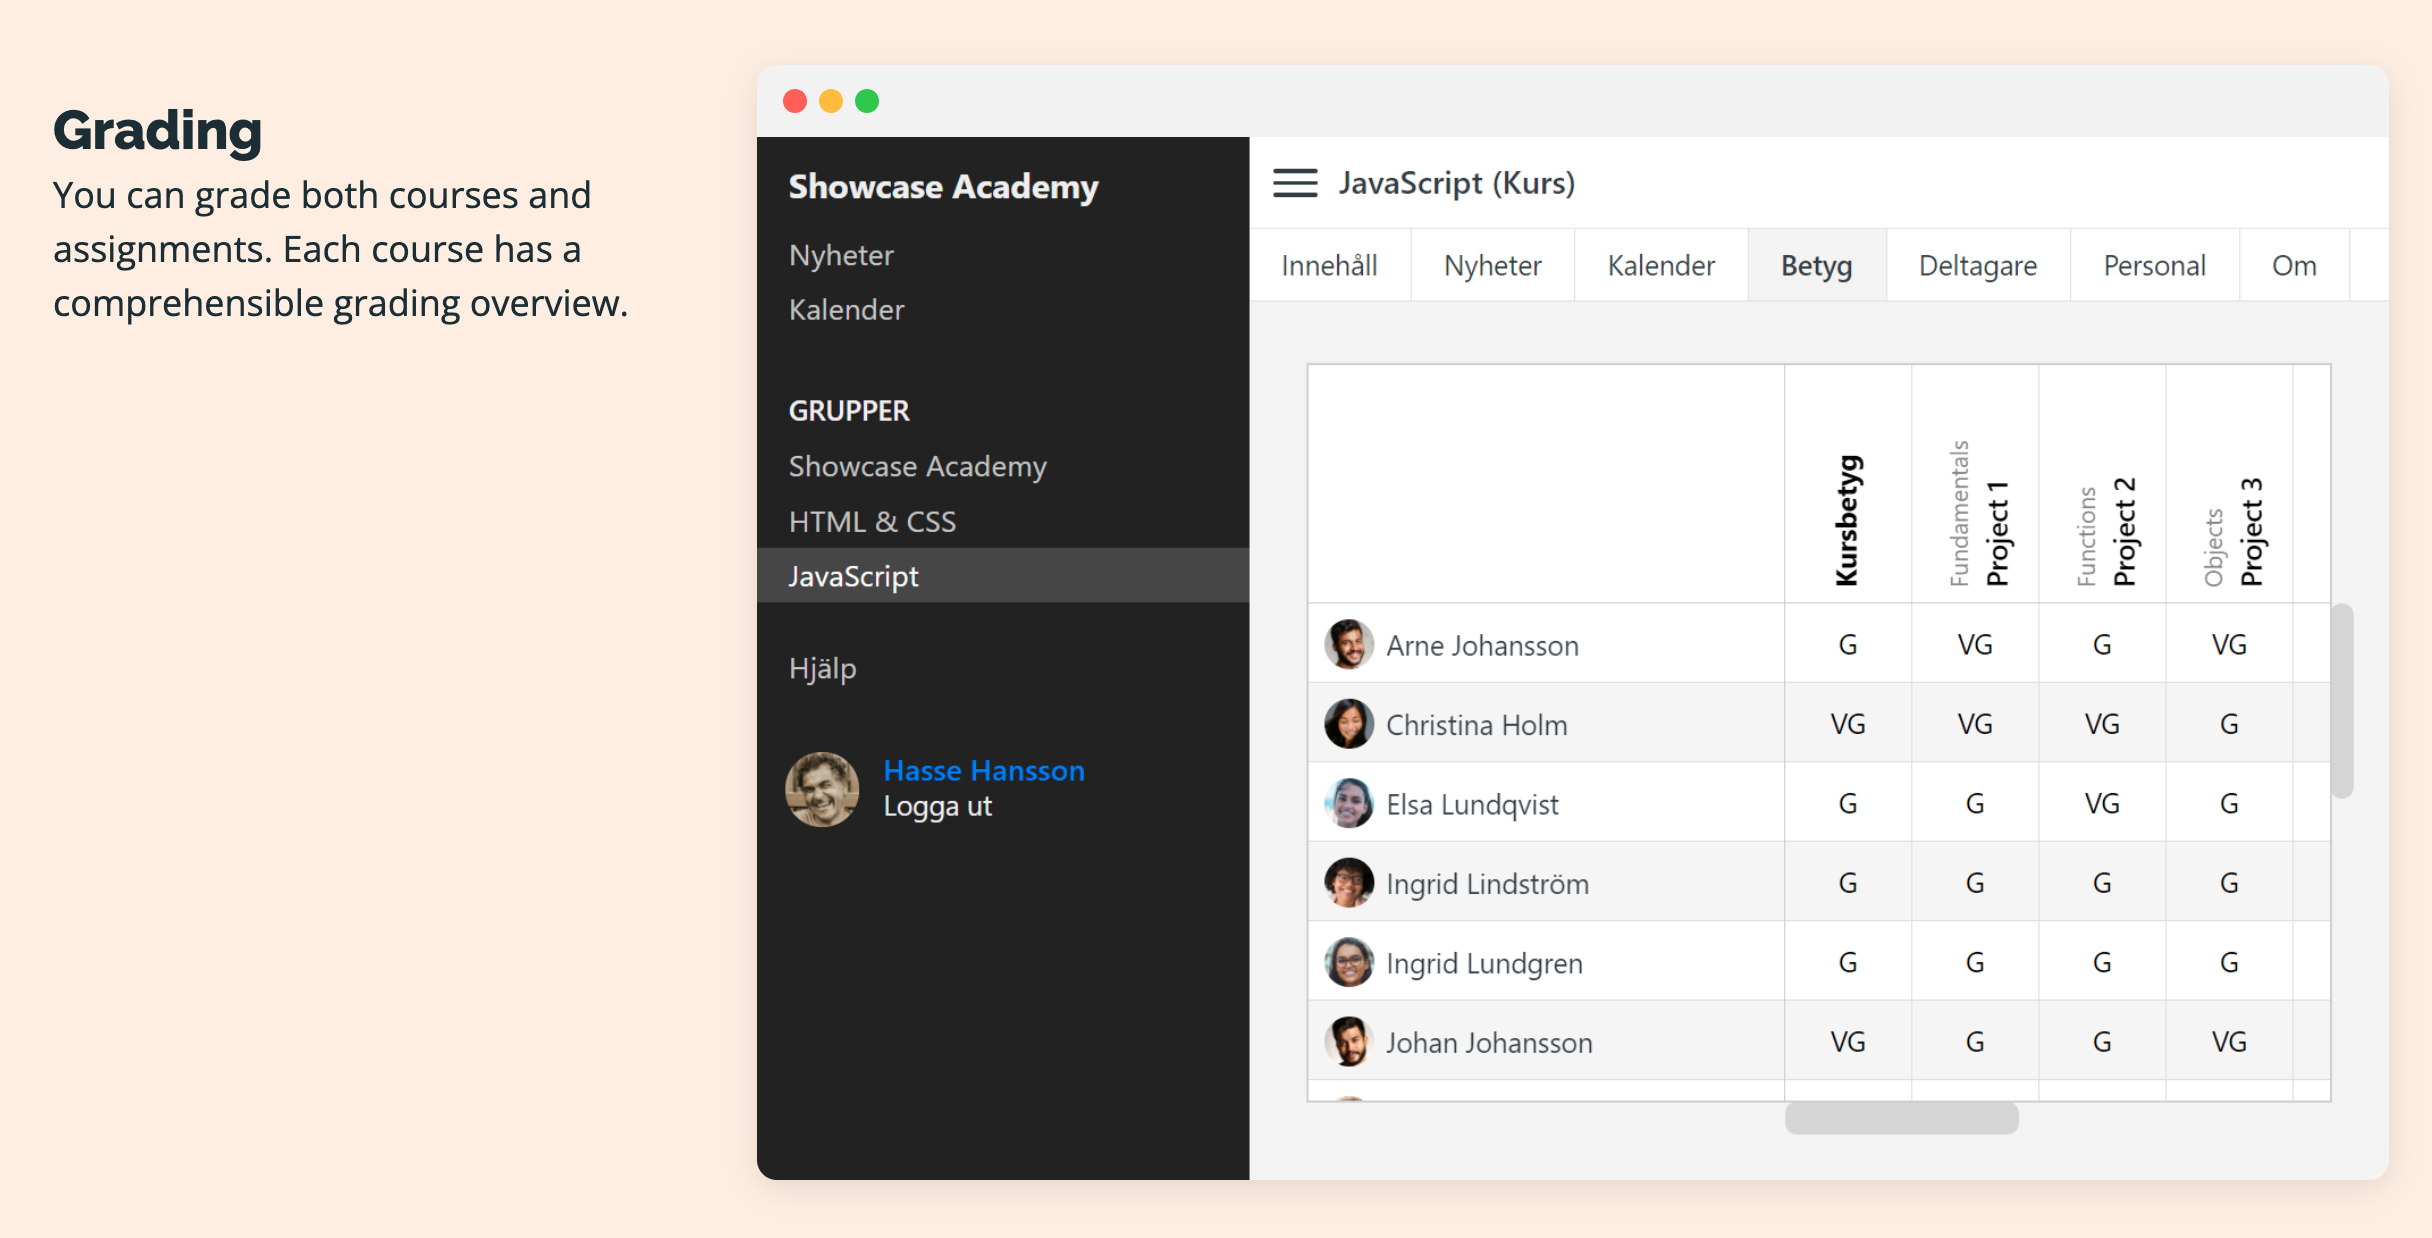 Grading
You can grade both courses and
assignments. Each course has a
comprehensible grading overview.
Showcase Academy
Nyheter
Kalender
GRUPPER
Showcase Academy
HTML & CSS
JavaScript
Hjälp
Hasse Hansson
Logga ut
JavaScript (Kurs)
Innehåll Nyheter Kalender Betyg Deltagare Personal Om
Kursbetyg
Fundamentals
Project 1
Functions
Project 2
Objects
Project 3
Arne Johansson G VG G VG
Christina Holm VG VG VG G
Elsa Lundqvist G G VG G
Ingrid Lindström G G G G
Ingrid Lundgren G G G G
Johan Johansson VG G G VG